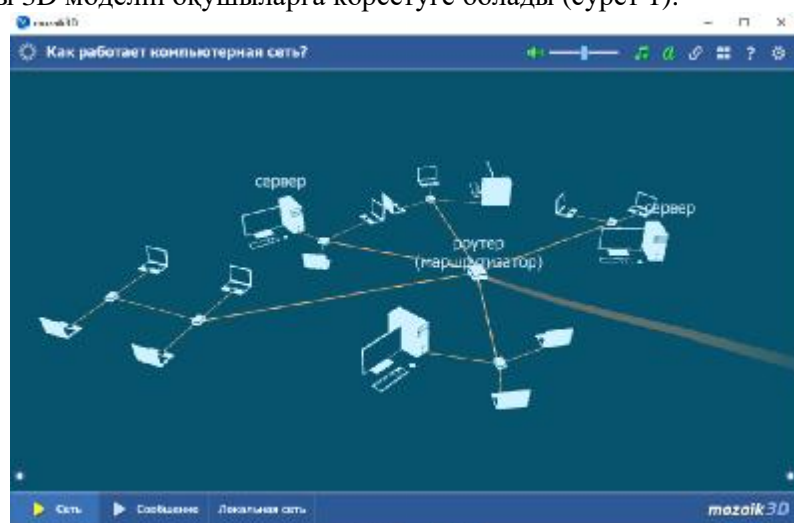 3D моделін оқушыларға көрсетуге болады (сурет 1).
mozaik3D
Как работает компьютерная сеть?
сервер
сервер
роутер
(маршрутизатор)
Сеть Сообщение Локальная сеть
mozaik3D